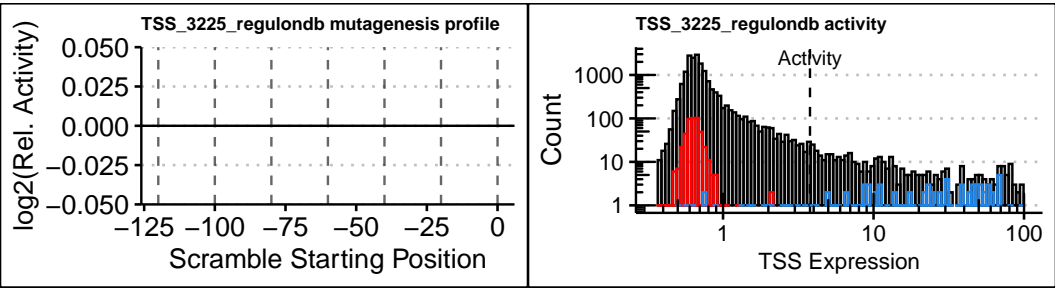 TSS_3225_regulondb mutagenesis profile
log2(Rel. Activity)
0.050
0.025
0.000
−0.025
−0.050
−125 −100 −75 −50 −25 0
Scramble Starting Position
TSS_3225_regulondb activity
Activity
Count
1000
100
10
1
1 10 100
TSS Expression